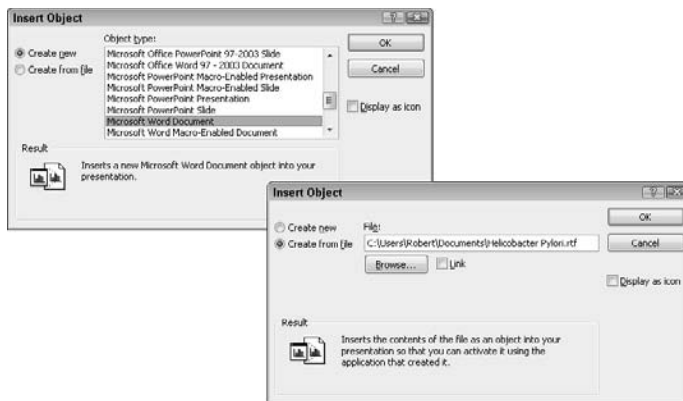 Insert Object
Object type:
Create new
Create from file
Microsoft Office PowerPoint 97-2003 Slide
Microsoft Office Word 97 - 2003 Document
Microsoft PowerPoint Macro-Enabled Presentation
Microsoft PowerPoint Macro-Enabled Slide
Microsoft PowerPoint Presentation
Microsoft PowerPoint Slide
Microsoft Word Document
Microsoft Word Macro-Enabled Document
OK
Cancel
Display as icon
Result
Inserts a new Microsoft Word Document object into your
presentation.
Insert Object
Create new
Create from file
File:
C:\Users\Robert\Documents\Helicobacter Pylori.rtf
Browse...
Link
OK
Cancel
Display as icon
Result
Inserts the contents of the file as an object into your
presentation so that you can activate it using the
application that created it.